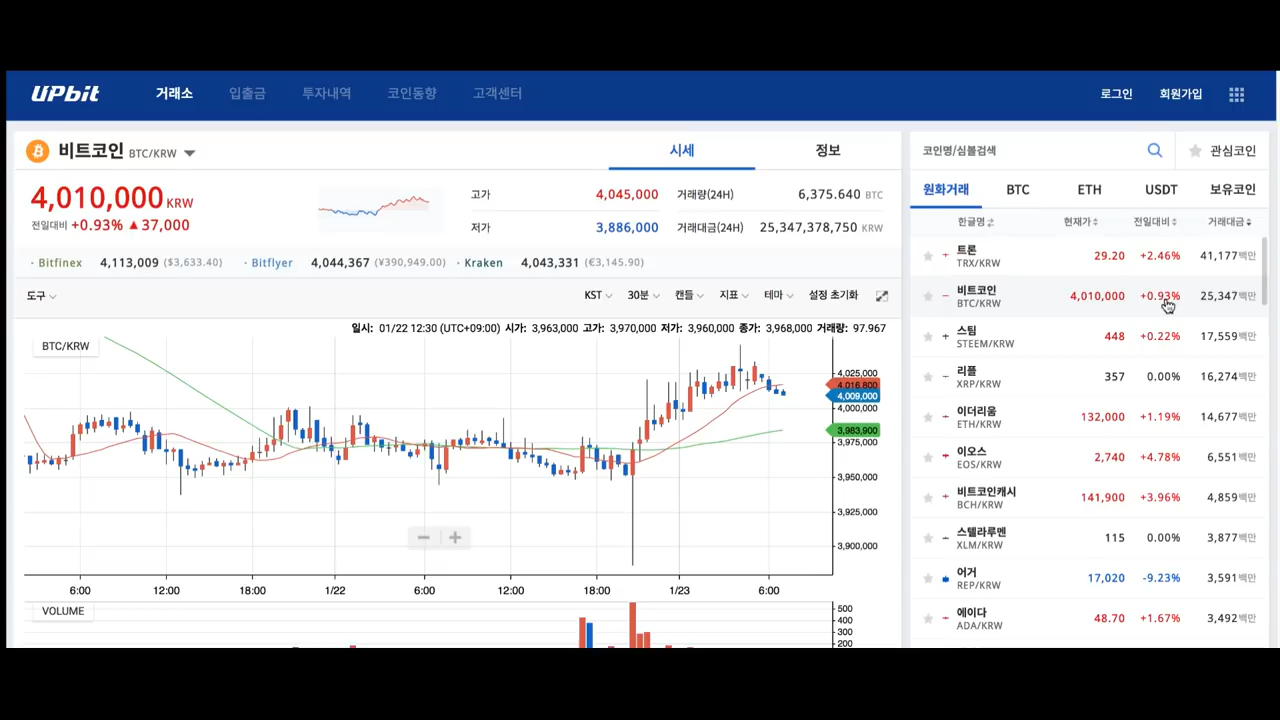 UPbit 거래소 입출금 투자내역 코인동향 고객센터 로그인 회원가입
비트코인 BTC/KRW 시세 정보
4,010,000 KRW
전일대비 +0.93% ▲ 37,000
고가 4,045,000 거래량(24H) 6,375.640 BTC
저가 3,886,000 거래대금(24H) 25,347,378,750 KRW
· Bitfinex 4,113,009 ($3,633.40) · Bitflyer 4,044,367 (¥390,949.00) · Kraken 4,043,331 (€3,145.90)
도구 KST 30분 캔들 지표 테마 설정 초기화
일시: 01/22 12:30 (UTC+09:00) 시가: 3,963,000 고가: 3,970,000 저가: 3,960,000 종가: 3,968,000 거래량: 97.967
BTC/KRW
4,025,000
4,016,800
4,009,000
4,000,000
3,983,900
3,975,000
3,950,000
3,925,000
3,900,000
− +
6:00 12:00 18:00 1/22 6:00 12:00 18:00 1/23 6:00
VOLUME
500
400
300
200
코인명/심볼검색 관심코인
원화거래 BTC ETH USDT 보유코인
한글명 현재가 전일대비 거래대금
트론 29.20 +2.46% 41,177백만
TRX/KRW
비트코인 4,010,000 +0.93% 25,347백만
BTC/KRW
스팀 448 +0.22% 17,559백만
STEEM/KRW
리플 357 0.00% 16,274백만
XRP/KRW
이더리움 132,000 +1.19% 14,677백만
ETH/KRW
이오스 2,740 +4.78% 6,551백만
EOS/KRW
비트코인캐시 141,900 +3.96% 4,859백만
BCH/KRW
스텔라루멘 115 0.00% 3,877백만
XLM/KRW
어거 17,020 -9.23% 3,591백만
REP/KRW
에이다 48.70 +1.67% 3,492백만
ADA/KRW